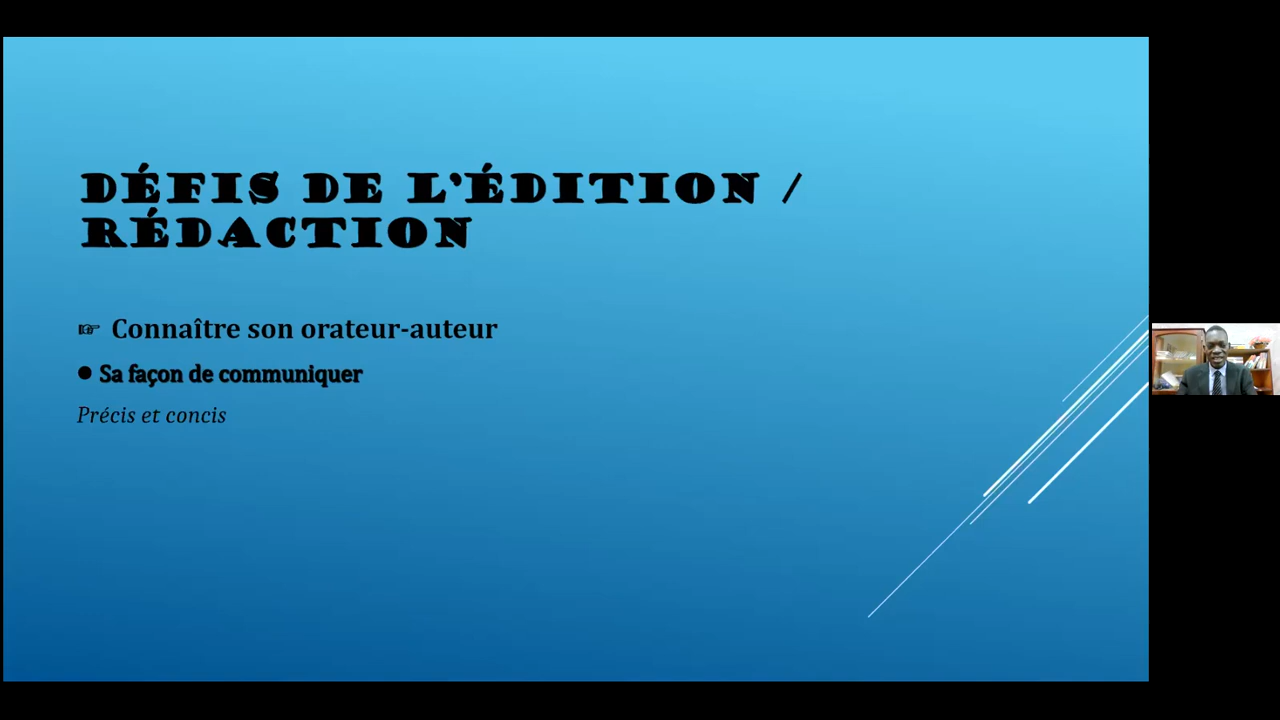 DÉFIS DE L'ÉDITION /
RÉDACTION
☞ Connaître son orateur-auteur
● Sa façon de communiquer
Précis et concis